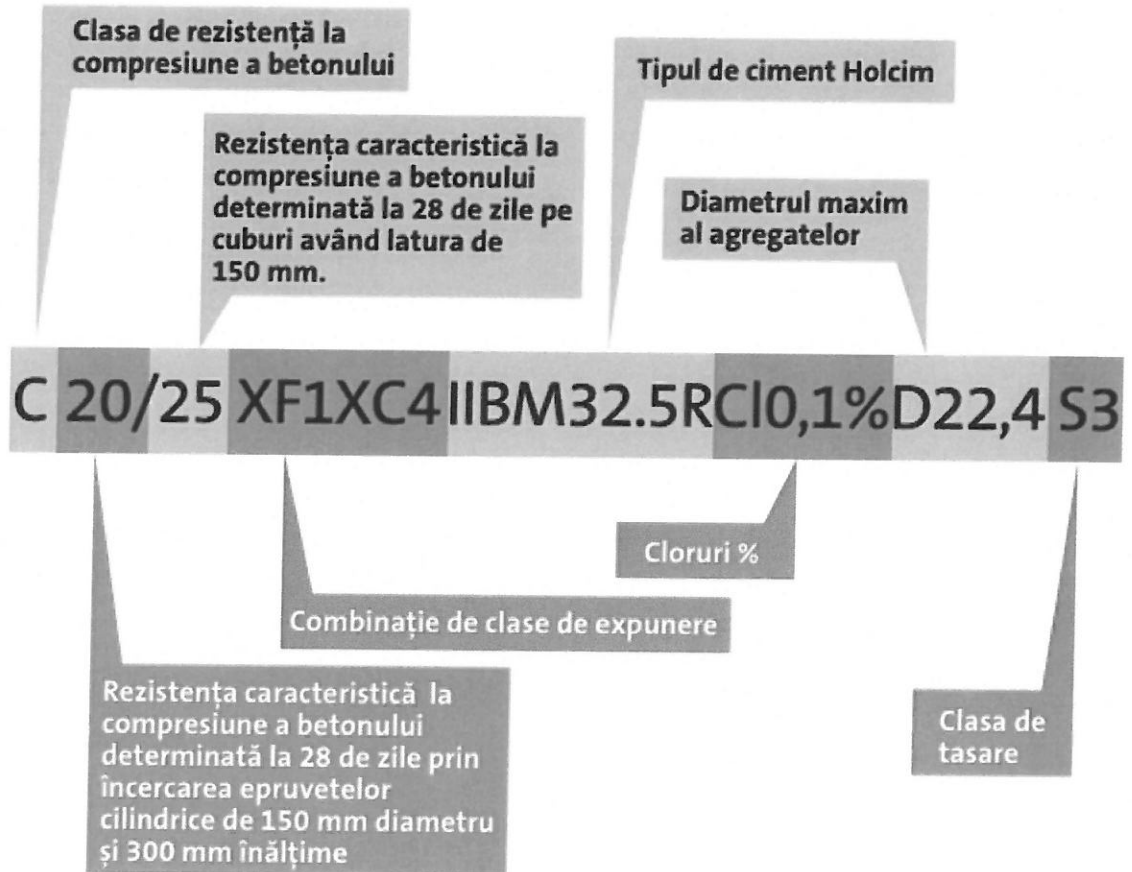 Clasa de rezistență la
compresiune a betonului
Tipul de ciment Holcim
Rezistența caracteristică la
compresiune a betonului
determinată la 28 de zile pe
cuburi având latura de
150 mm.
Diametrul maxim
al agregatelor
C 20/25 XF1XC4IIBM32.5RCl0,1%D22,4 S3
Cloruri %
Combinație de clase de expunere
Rezistența caracteristică la
compresiune a betonului
determinată la 28 de zile prin
încercarea epruvetelor
cilindrice de 150 mm diametru
și 300 mm înălțime
Clasa de
tasare